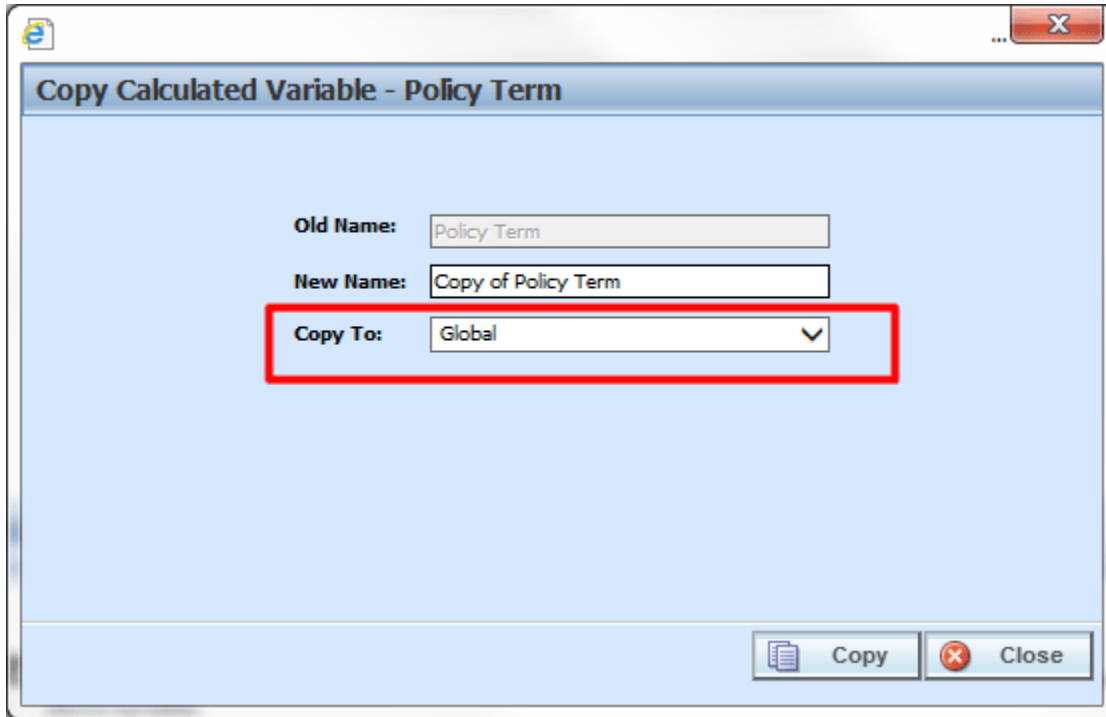 ...
Copy Calculated Variable - Policy Term
Old Name: Policy Term
New Name: Copy of Policy Term
Copy To: Global
Copy Close